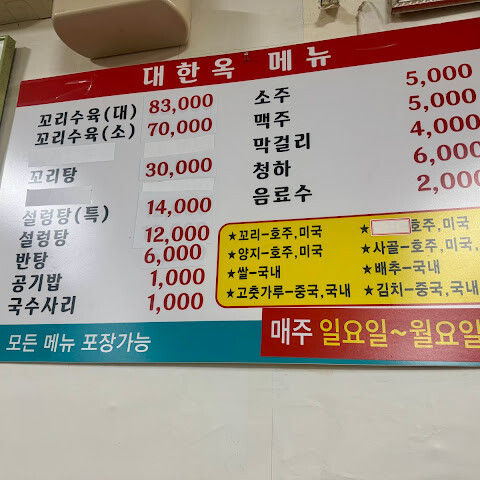 대한옥 메뉴
꼬리수육(대) 83,000
꼬리수육(소) 70,000
꼬리탕 30,000
설렁탕(특) 14,000
설렁탕 12,000
반탕 6,000
공기밥 1,000
국수사리 1,000
소주 5,000
맥주 5,000
막걸리 4,000
청하 6,000
음료수 2,000
★꼬리-호주,미국
★양지-호주,미국
★쌀-국내
★고춧가루-중국,국내
★ 호주,미국
★사골-호주,미국,
★배추-국내
★김치-중국,국내
모든 메뉴 포장가능
매주 일요일~월요일